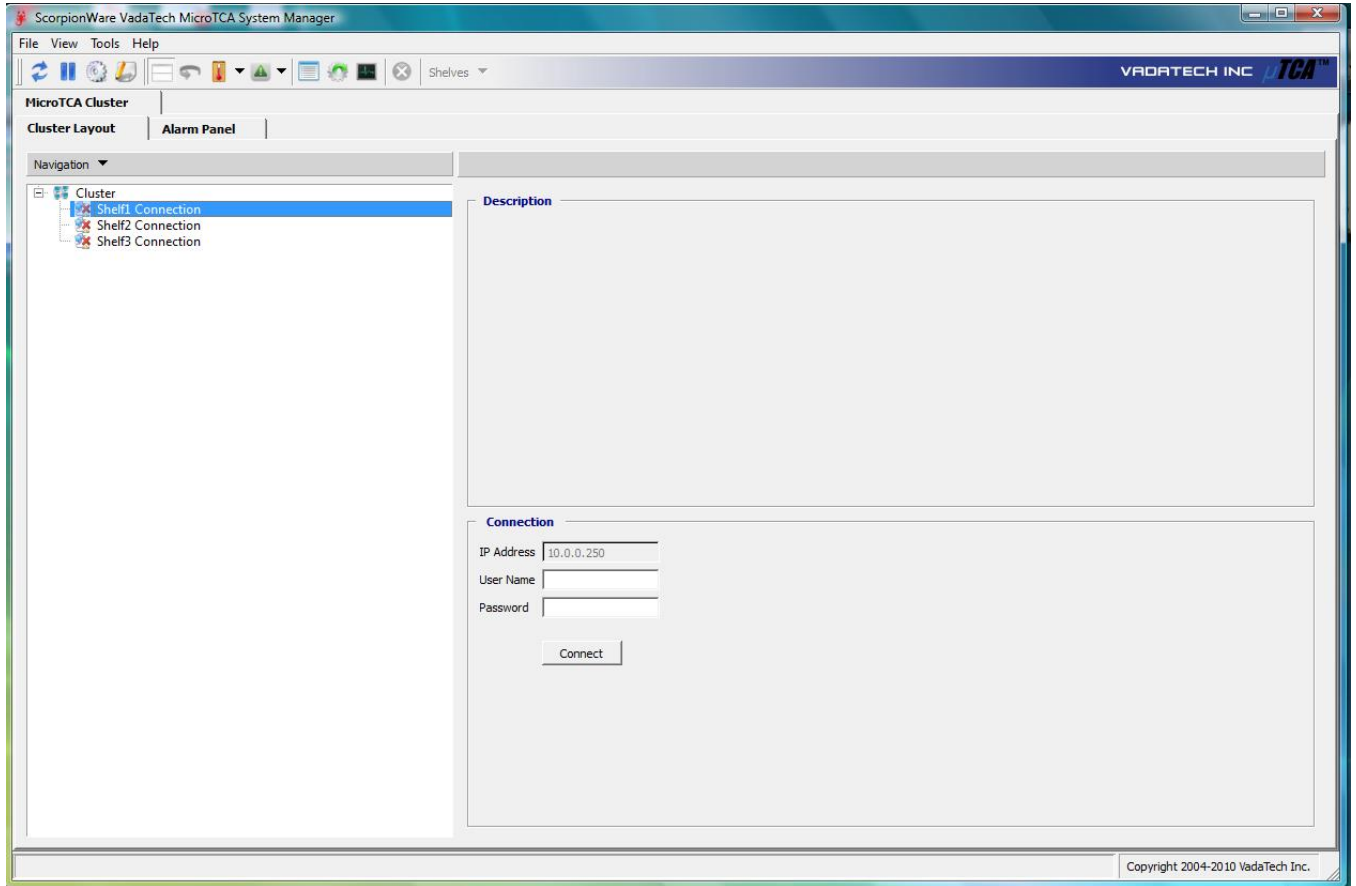 ScorpionWare VadaTech MicroTCA System Manager
File View Tools Help
Shelves
VADATECH INC µTCA™
MicroTCA Cluster
Cluster Layout Alarm Panel
Navigation
Cluster
Shelf1 Connection
Shelf2 Connection
Shelf3 Connection
Description
Connection
IP Address 10.0.0.250
User Name
Password
Connect
Copyright 2004-2010 VadaTech Inc.